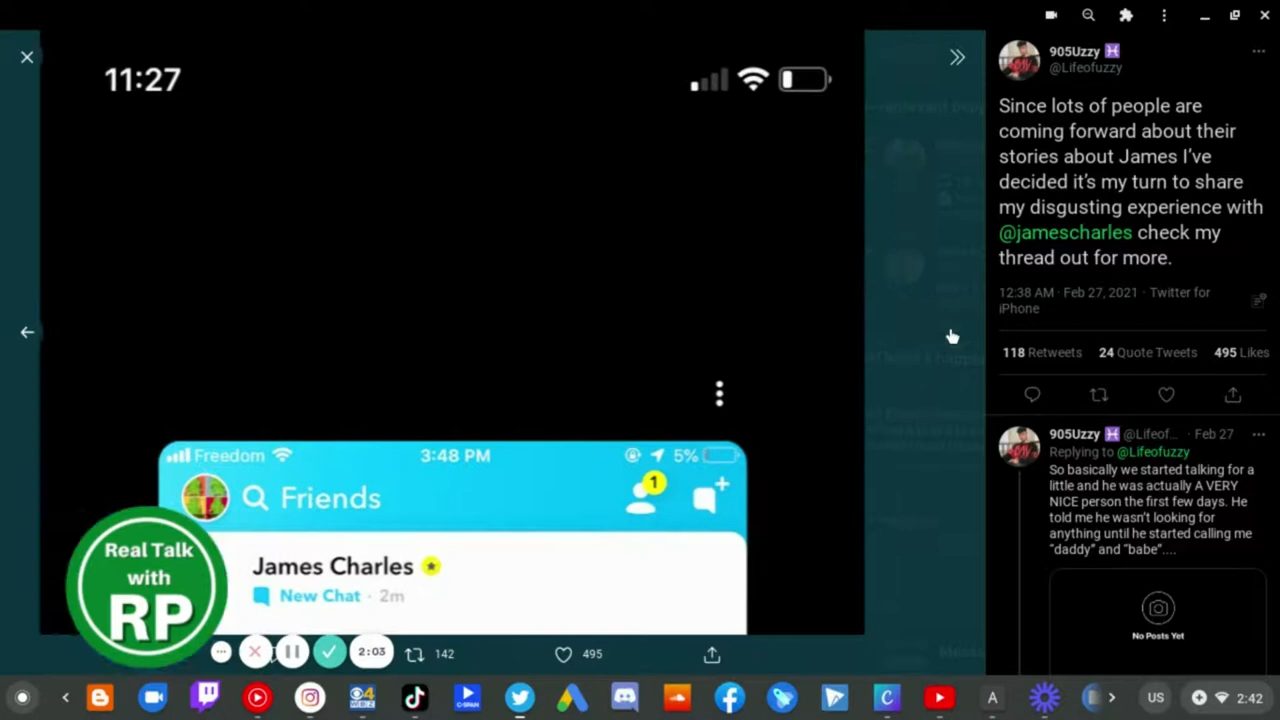 11:27
Freedom
3:48 PM
5%
1
Friends
James Charles
New Chat · 2m
Real Talk
with
RP
2:03
142
495
905Uzzy ♓
@Lifeofuzzy
Since lots of people are
coming forward about their
stories about James I’ve
decided it’s my turn to share
my disgusting experience with
@jamescharles check my
thread out for more.
12:38 AM · Feb 27, 2021 · Twitter for
iPhone
118 Retweets 24 Quote Tweets 495 Likes
905Uzzy ♓ @Lifeof... · Feb 27
Replying to @Lifeofuzzy
So basically we started talking for a
little and he was actually A VERY
NICE person the first few days. He
told me he wasn’t looking for
anything until he started calling me
“daddy” and “babe”....
No Posts Yet
C-SPAN
A
US
2:42